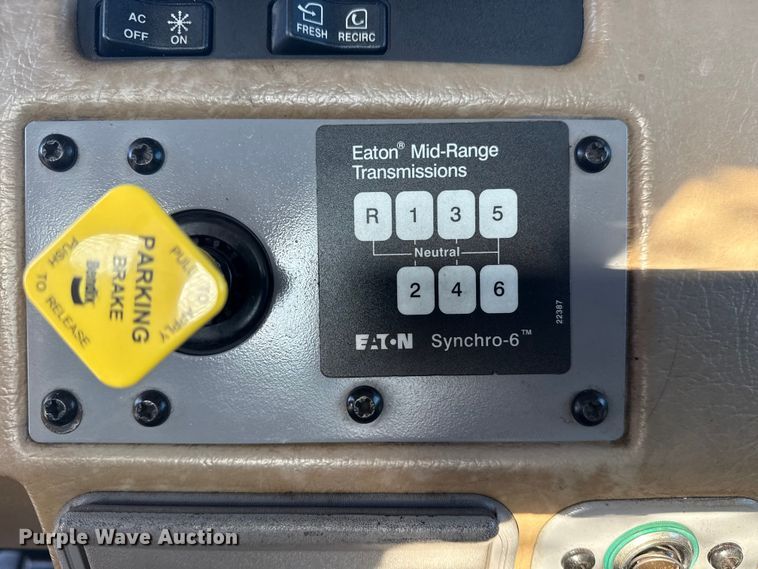 AC
OFF ON
FRESH RECIRC
Eaton® Mid-Range
Transmissions
R 1 3 5
Neutral
2 4 6
EATON Synchro-6™
22387
PULL TO APPLY
PARKING
BRAKE
Bendix
PUSH TO RELEASE
Purple Wave Auction